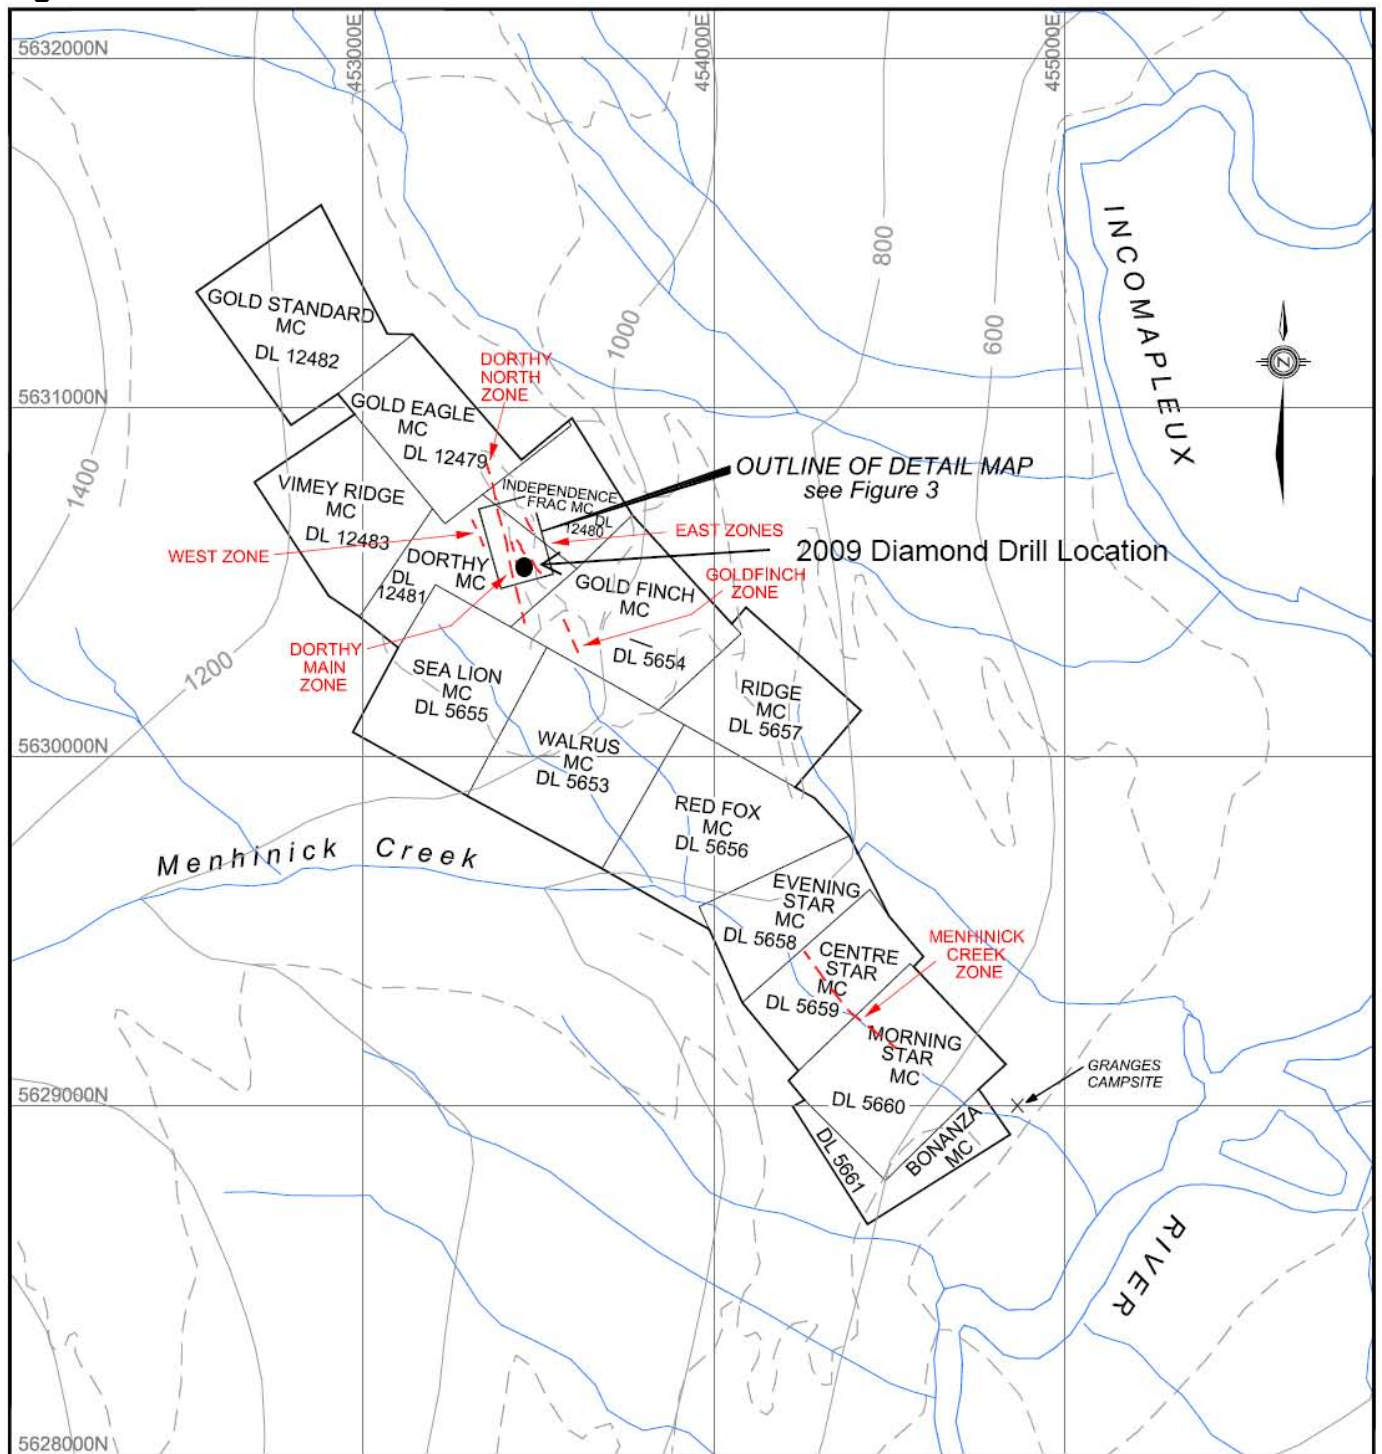 5632000N
453000E
454000E
455000E
INCOMAPLEUX
800
1000
600
GOLD STANDARD
MC
DL 12482
DORTHY
NORTH
ZONE
GOLD EAGLE
MC
DL 12479
5631000N
1400
OUTLINE OF DETAIL MAP
see Figure 3
VIMEY RIDGE
MC
DL 12483
INDEPENDENCE
FRAC MC
DL
12480
EAST ZONES
WEST ZONE
2009 Diamond Drill Location
DORTHY
MC
DL
12481
GOLD FINCH
MC
DL 5654
GOLDFINCH
ZONE
DORTHY
MAIN
ZONE
1200
SEA LION
MC
DL 5655
RIDGE
MC
DL 5657
WALRUS
MC
DL 5653
5630000N
RED FOX
MC
DL 5656
Menhinick Creek
EVENING
STAR
MC
DL 5658
MENHINICK
CREEK
ZONE
CENTRE
STAR
MC
DL 5659
MORNING
STAR
MC
DL 5660
GRANGES
CAMPSITE
5629000N
BONANZA
MC
DL 5661
RIVER
5628000N
N